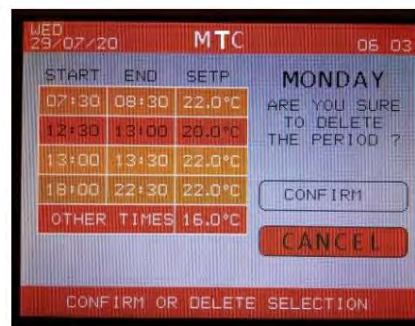 WED
29/07/20 MTC 06 03
START END SETP
07:30 08:30 22.0°C
12:30 13:00 20.0°C
13:00 13:30 22.0°C
18:00 22:30 22.0°C
OTHER TIMES 16.0°C
MONDAY
ARE YOU SURE
TO DELETE
THE PERIOD ?
CONFIRM
CANCEL
CONFIRM OR DELETE SELECTION